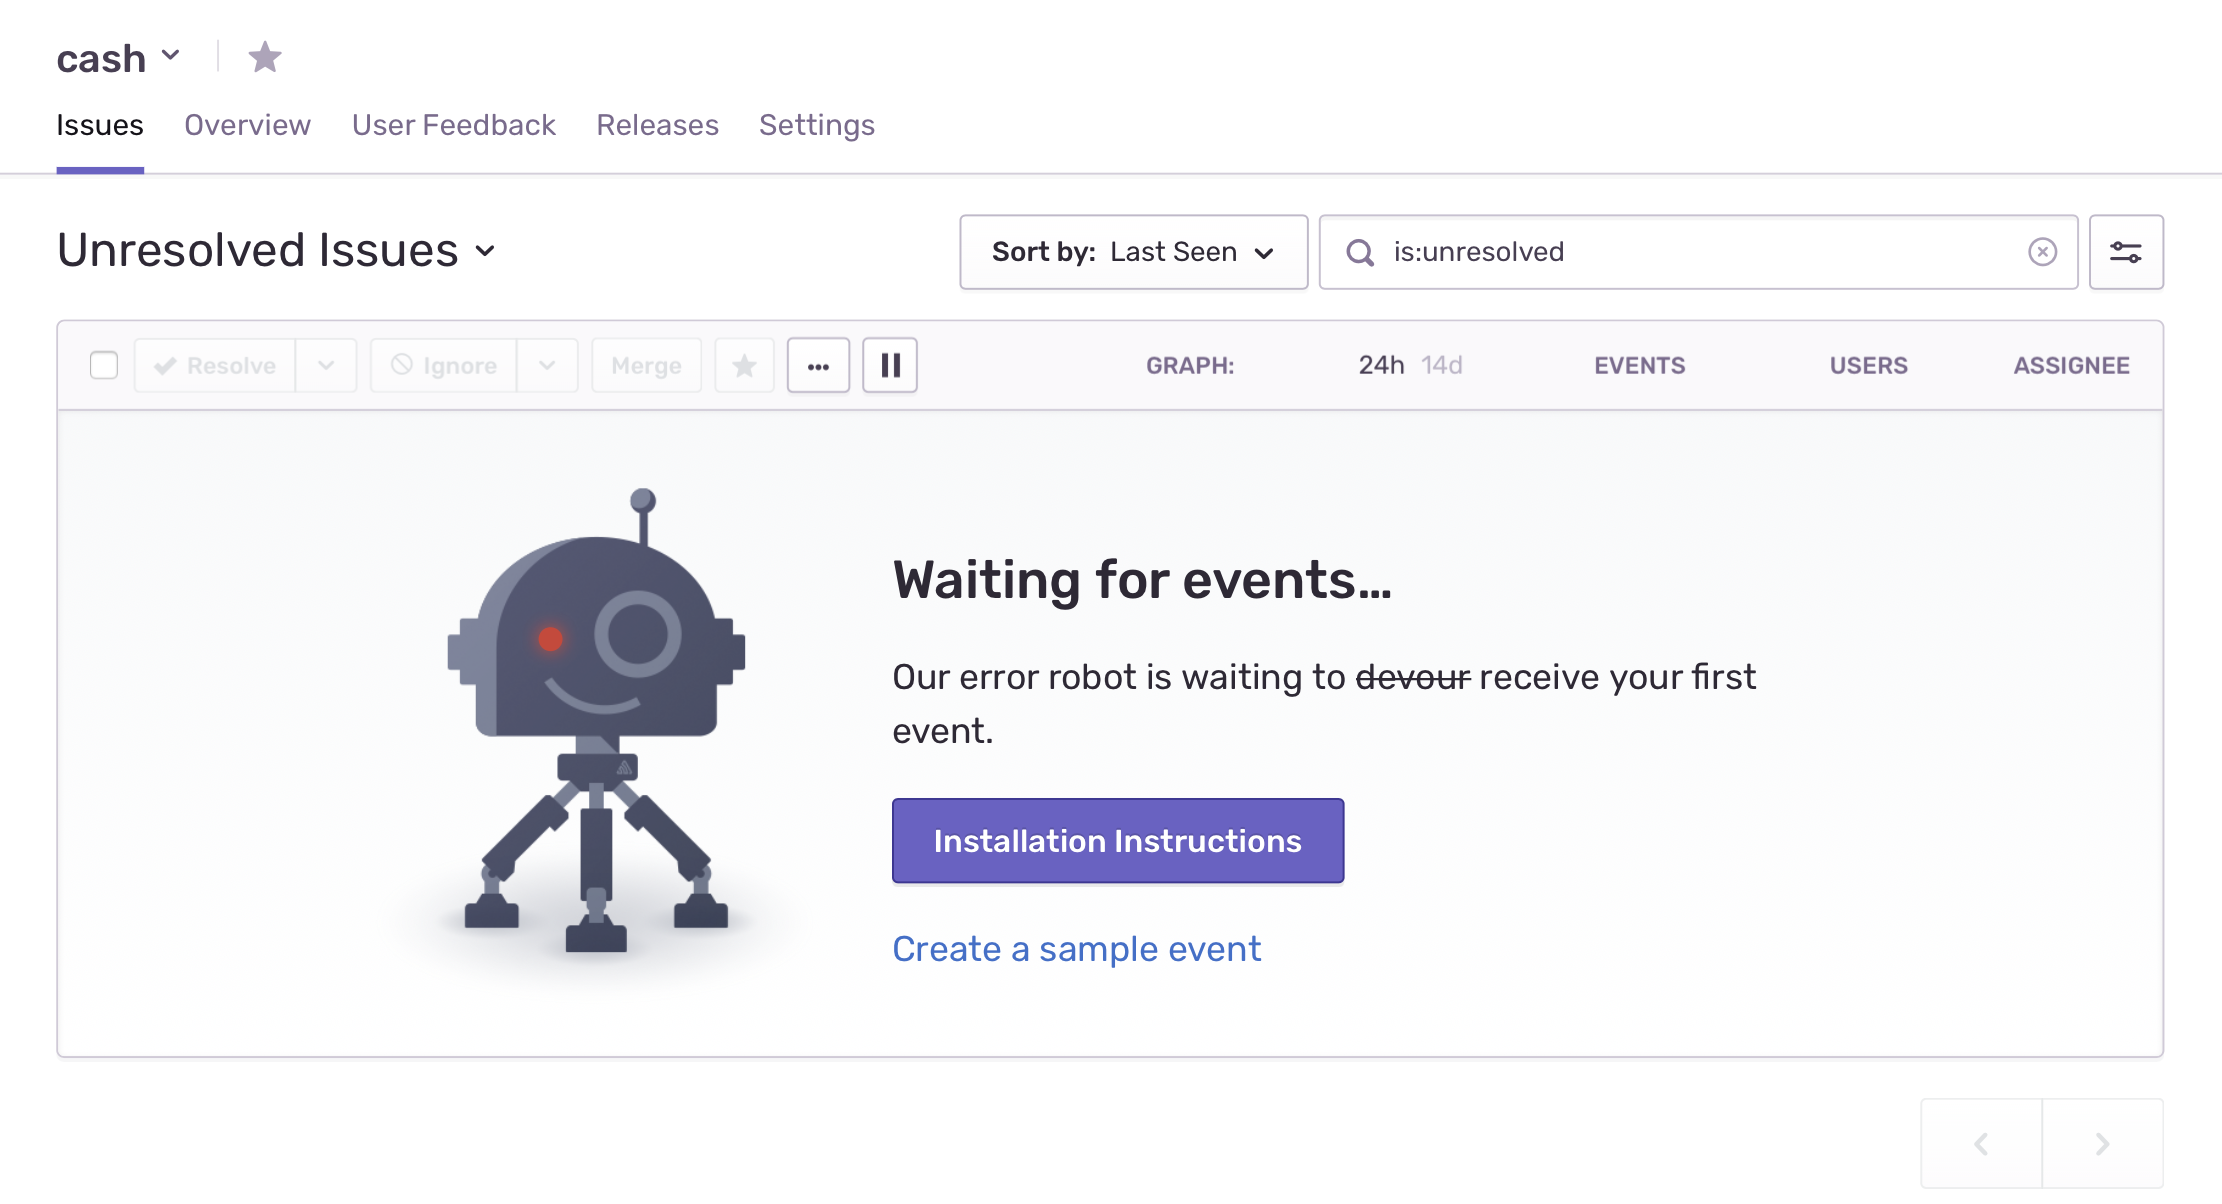 cash
Issues Overview User Feedback Releases Settings
Unresolved Issues
Sort by: Last Seen
is:unresolved
Resolve Ignore Merge ... GRAPH: 24h 14d EVENTS USERS ASSIGNEE
Waiting for events…
Our error robot is waiting to devour receive your first
event.
Installation Instructions
Create a sample event